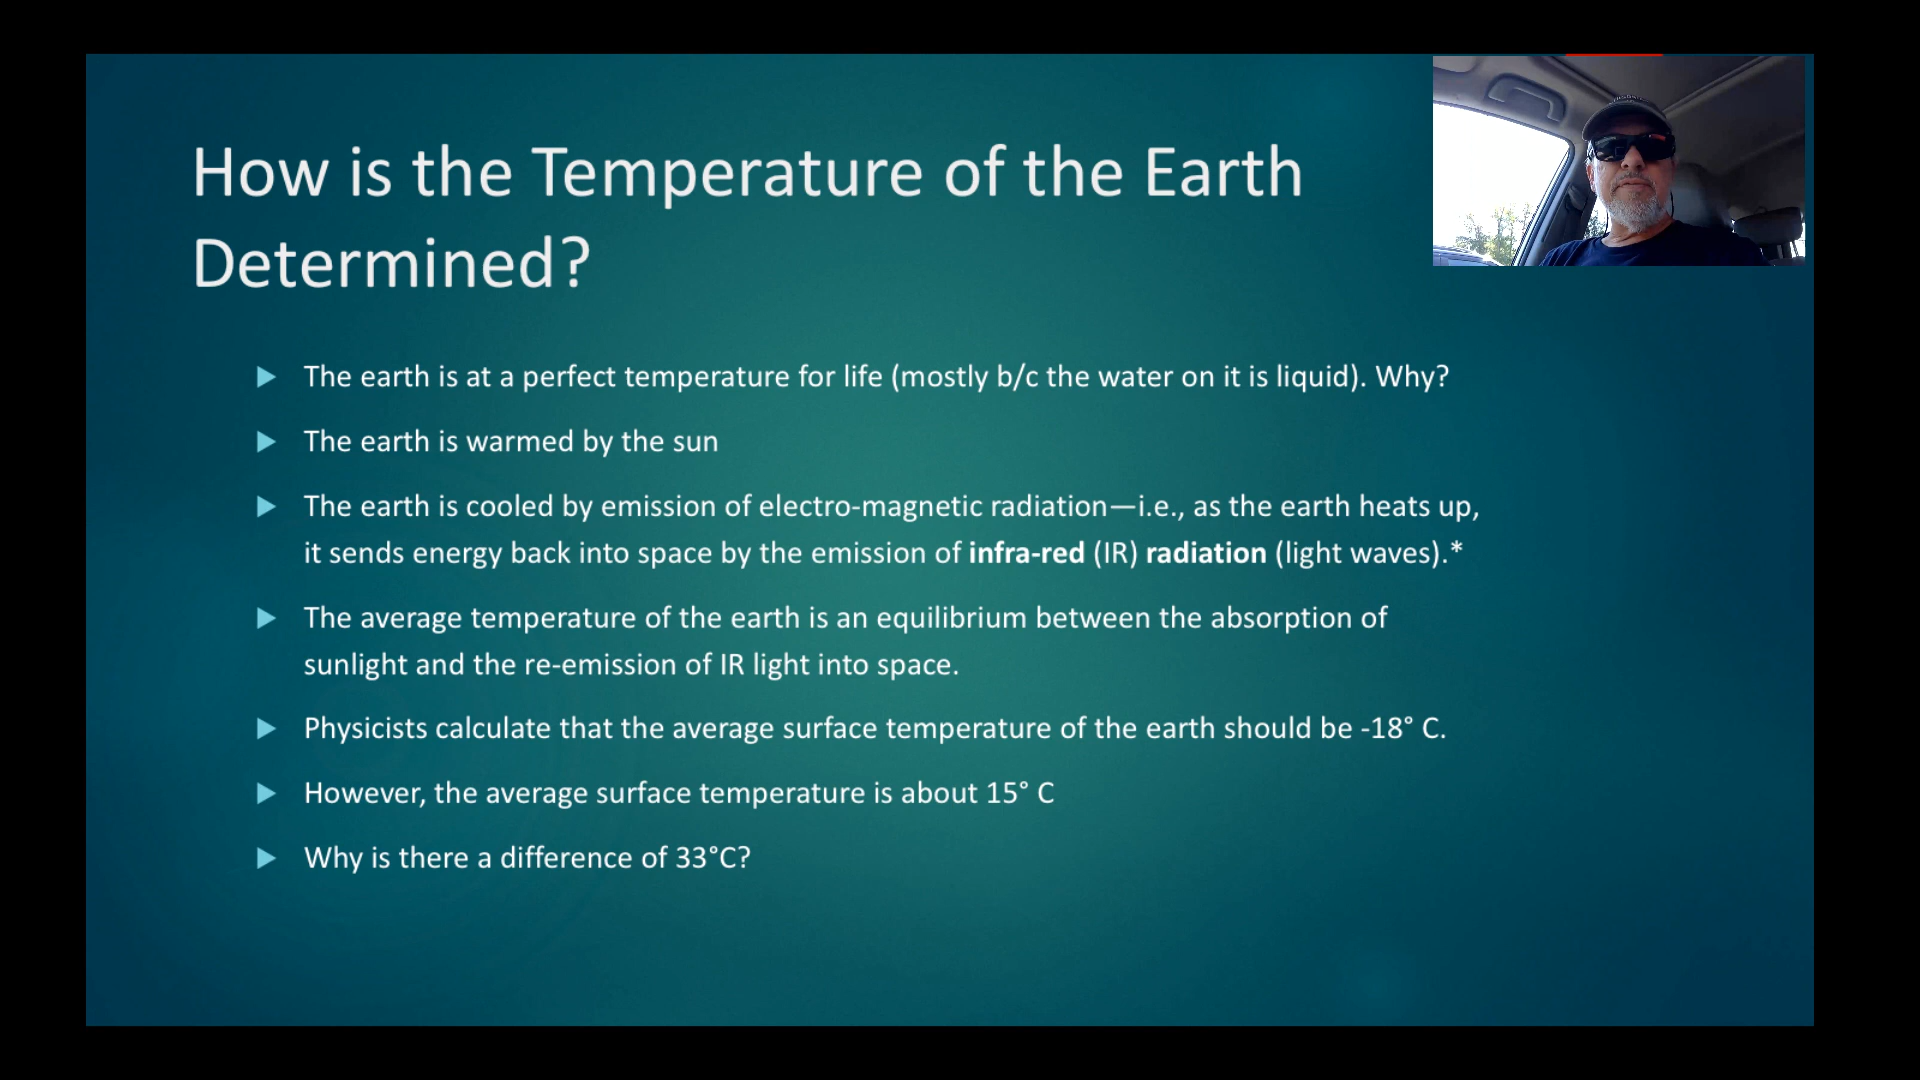 How is the Temperature of the Earth
Determined?
The earth is at a perfect temperature for life (mostly b/c the water on it is liquid). Why?
The earth is warmed by the sun
The earth is cooled by emission of electro-magnetic radiation—i.e., as the earth heats up,
it sends energy back into space by the emission of infra-red (IR) radiation (light waves).*
The average temperature of the earth is an equilibrium between the absorption of
sunlight and the re-emission of IR light into space.
Physicists calculate that the average surface temperature of the earth should be -18° C.
However, the average surface temperature is about 15° C
Why is there a difference of 33°C?